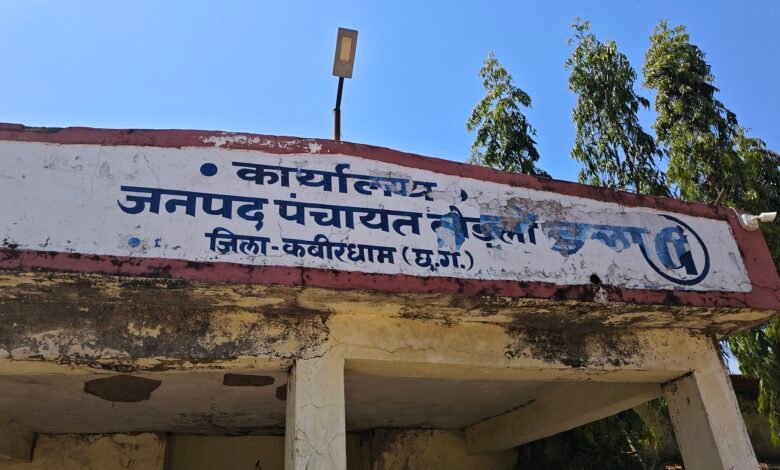 कार्यालय
जनपद पंचायत
जिला-कबीरधाम (छ.ग.)